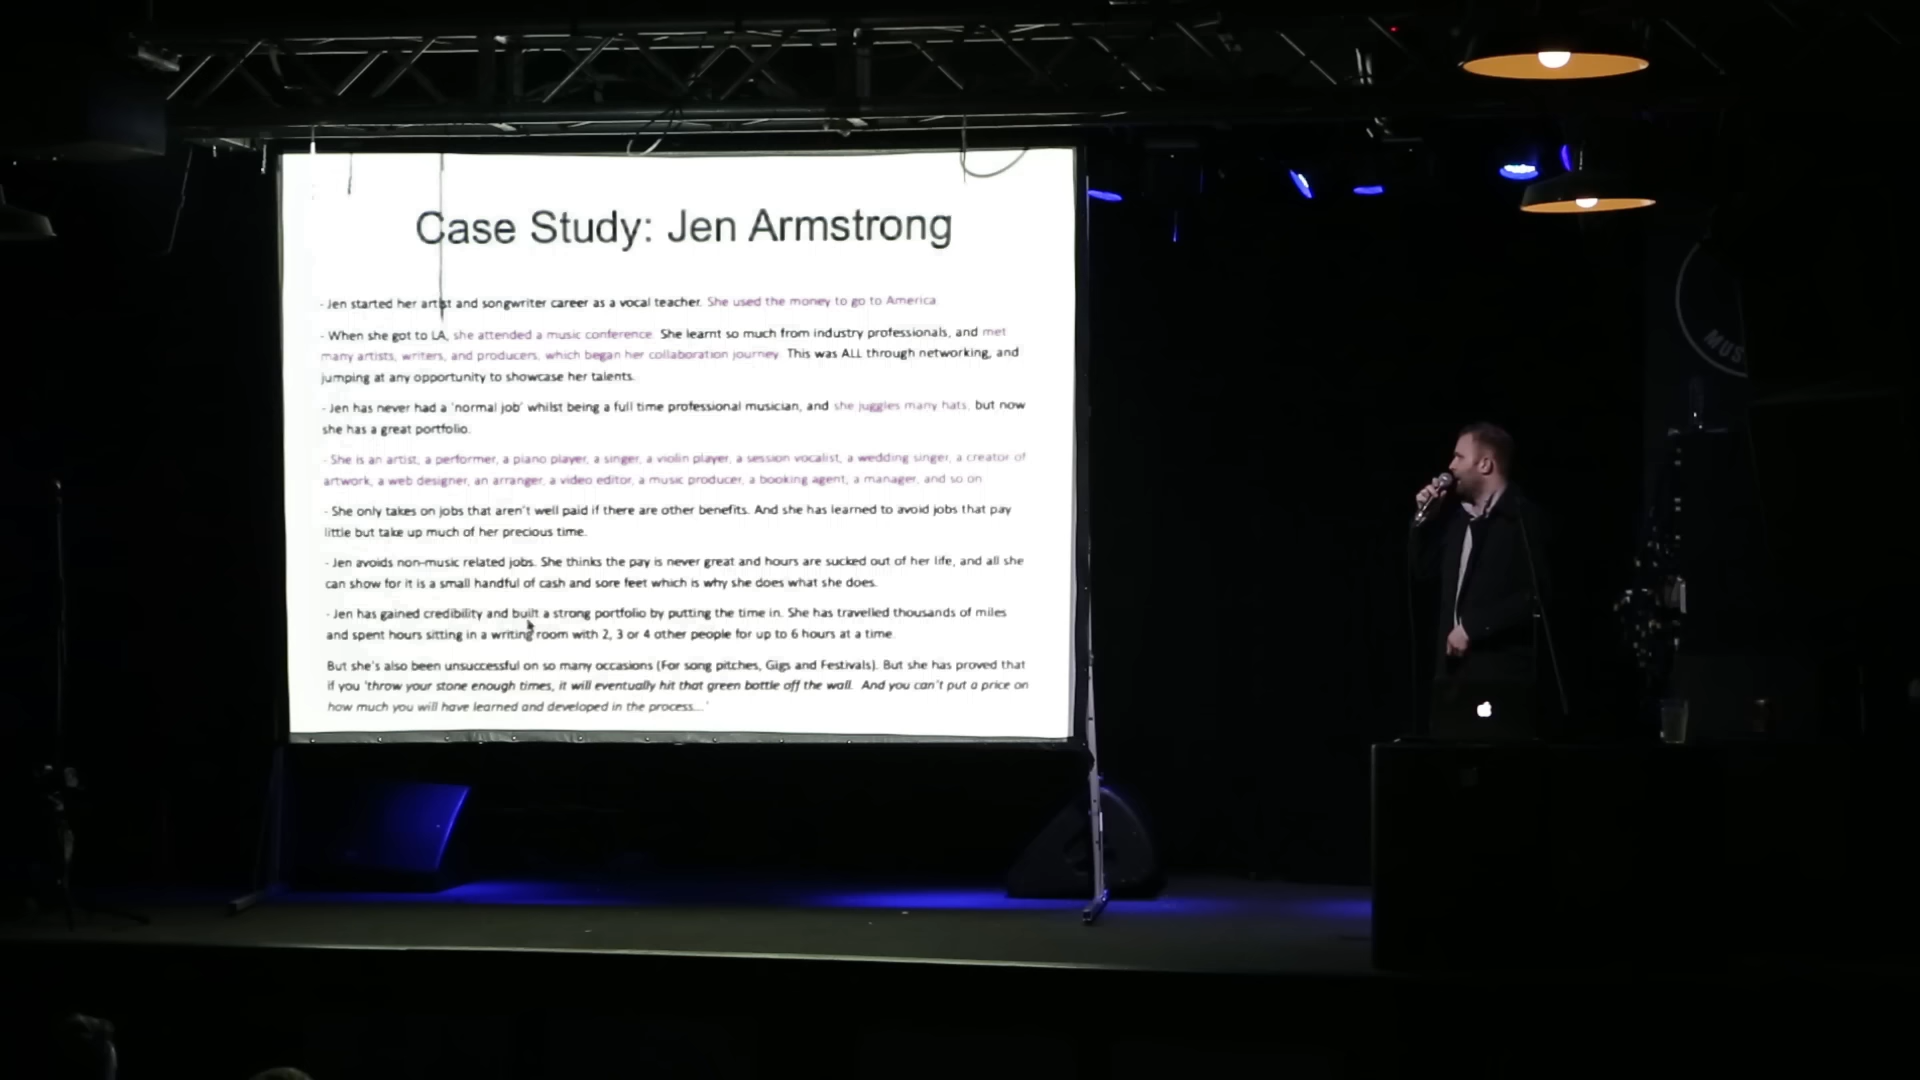 Case Study: Jen Armstrong
- Jen started her artist and songwriter career as a vocal teacher. She used the money to go to America
- When she got to LA, she attended a music conference. She learnt so much from industry professionals, and met
many artists, writers, and producers, which began her collaboration journey. This was ALL through networking, and
jumping at any opportunity to showcase her talents.
- Jen has never had a 'normal job' whilst being a full time professional musician, and she juggles many hats, but now
she has a great portfolio.
- She is an artist, a performer, a piano player, a singer, a violin player, a session vocalist, a wedding singer, a creator of
artwork, a web designer, an arranger, a video editor, a music producer, a booking agent, a manager, and so on
- She only takes on jobs that aren't well paid if there are other benefits. And she has learned to avoid jobs that pay
little but take up much of her precious time.
- Jen avoids non-music related jobs. She thinks the pay is never great and hours are sucked out of her life, and all she
can show for it is a small handful of cash and sore feet which is why she does what she does.
- Jen has gained credibility and built a strong portfolio by putting the time in. She has travelled thousands of miles
and spent hours sitting in a writing room with 2, 3 or 4 other people for up to 6 hours at a time.
But she's also been unsuccessful on so many occasions (For song pitches, Gigs and Festivals). But she has proved that
if you 'throw your stone enough times, it will eventually hit that green bottle off the wall. And you can't put a price on
how much you will have learned and developed in the process....'
MUS